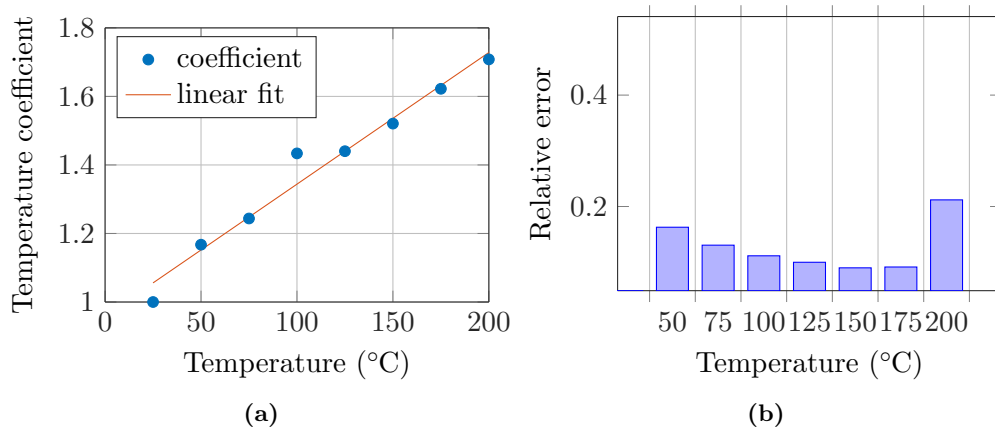 1.8
1.6
1.4
1.2
1
Temperature coefficient
coefficient
linear fit
0 50 100 150 200
Temperature (°C)
(a)
0.4
0.2
Relative error
50 75 100 125 150 175 200
Temperature (°C)
(b)